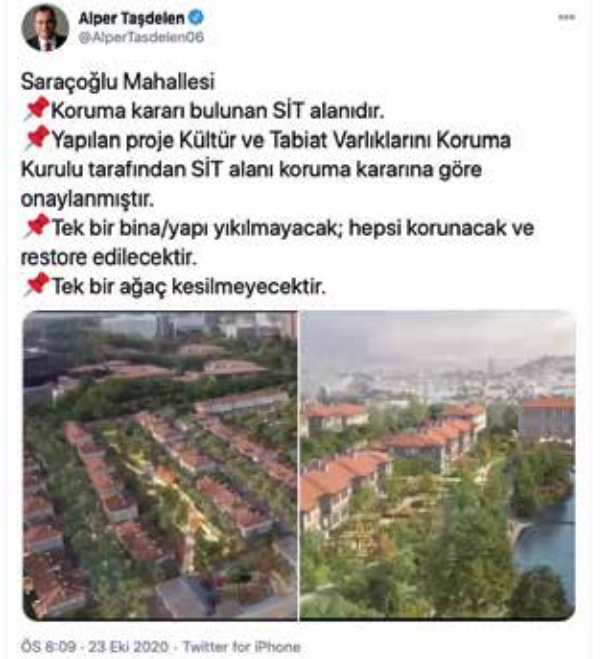 Alper Taşdelen
@AlperTasdelen06
Saraçoğlu Mahallesi
📌Koruma kararı bulunan SİT alanıdır.
📌Yapılan proje Kültür ve Tabiat Varlıklarını Koruma
Kurulu tarafından SİT alanı koruma kararına göre
onaylanmıştır.
📌Tek bir bina/yapı yıkılmayacak; hepsi korunacak ve
restore edilecektir.
📌Tek bir ağaç kesilmeyecektir.
ÖS 8:09 · 23 Eki 2020 · Twitter for iPhone